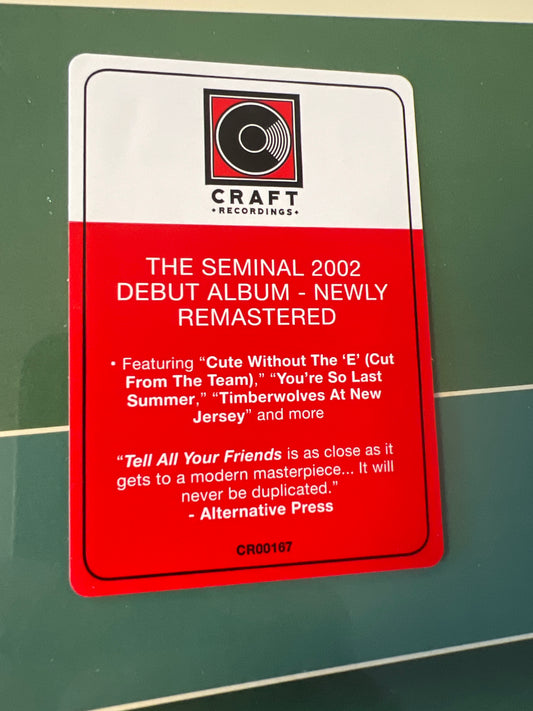 CRAFT
• RECORDINGS •
THE SEMINAL 2002
DEBUT ALBUM - NEWLY
REMASTERED
• Featuring “Cute Without The ‘E’ (Cut
From The Team),” “You’re So Last
Summer,” “Timberwolves At New
Jersey” and more
“Tell All Your Friends is as close as it
gets to a modern masterpiece... It will
never be duplicated.”
- Alternative Press
CR00167